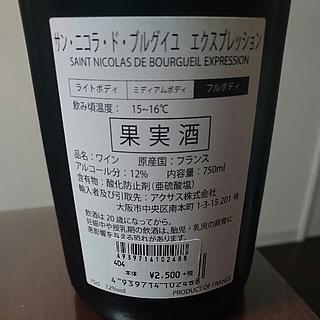 サン・ニコラ・ド・ブルグイユ エクスプレッション
SAINT NICOLAS DE BOURGUEIL EXPRESSION
ライトボディ ミディアムボディ フルボディ
飲み頃温度: 15~16℃
果実酒
品名:ワイン 原産国:フランス
アルコール分:12% 内容量:750ml
含有物:酸化防止剤(亜硫酸塩)
輸入者及び引取先:アクサス株式会社
大阪市中央区南本町1-3-15 201号
飲酒は20歳になってから。
妊娠中や授乳期の飲酒は、胎児・乳児の発育に
悪影響を与える恐れがあります。
4939714102488
404
本体 ¥2,500+税
4939714102488
75cl 12%vol PRODUCT OF FRANCE